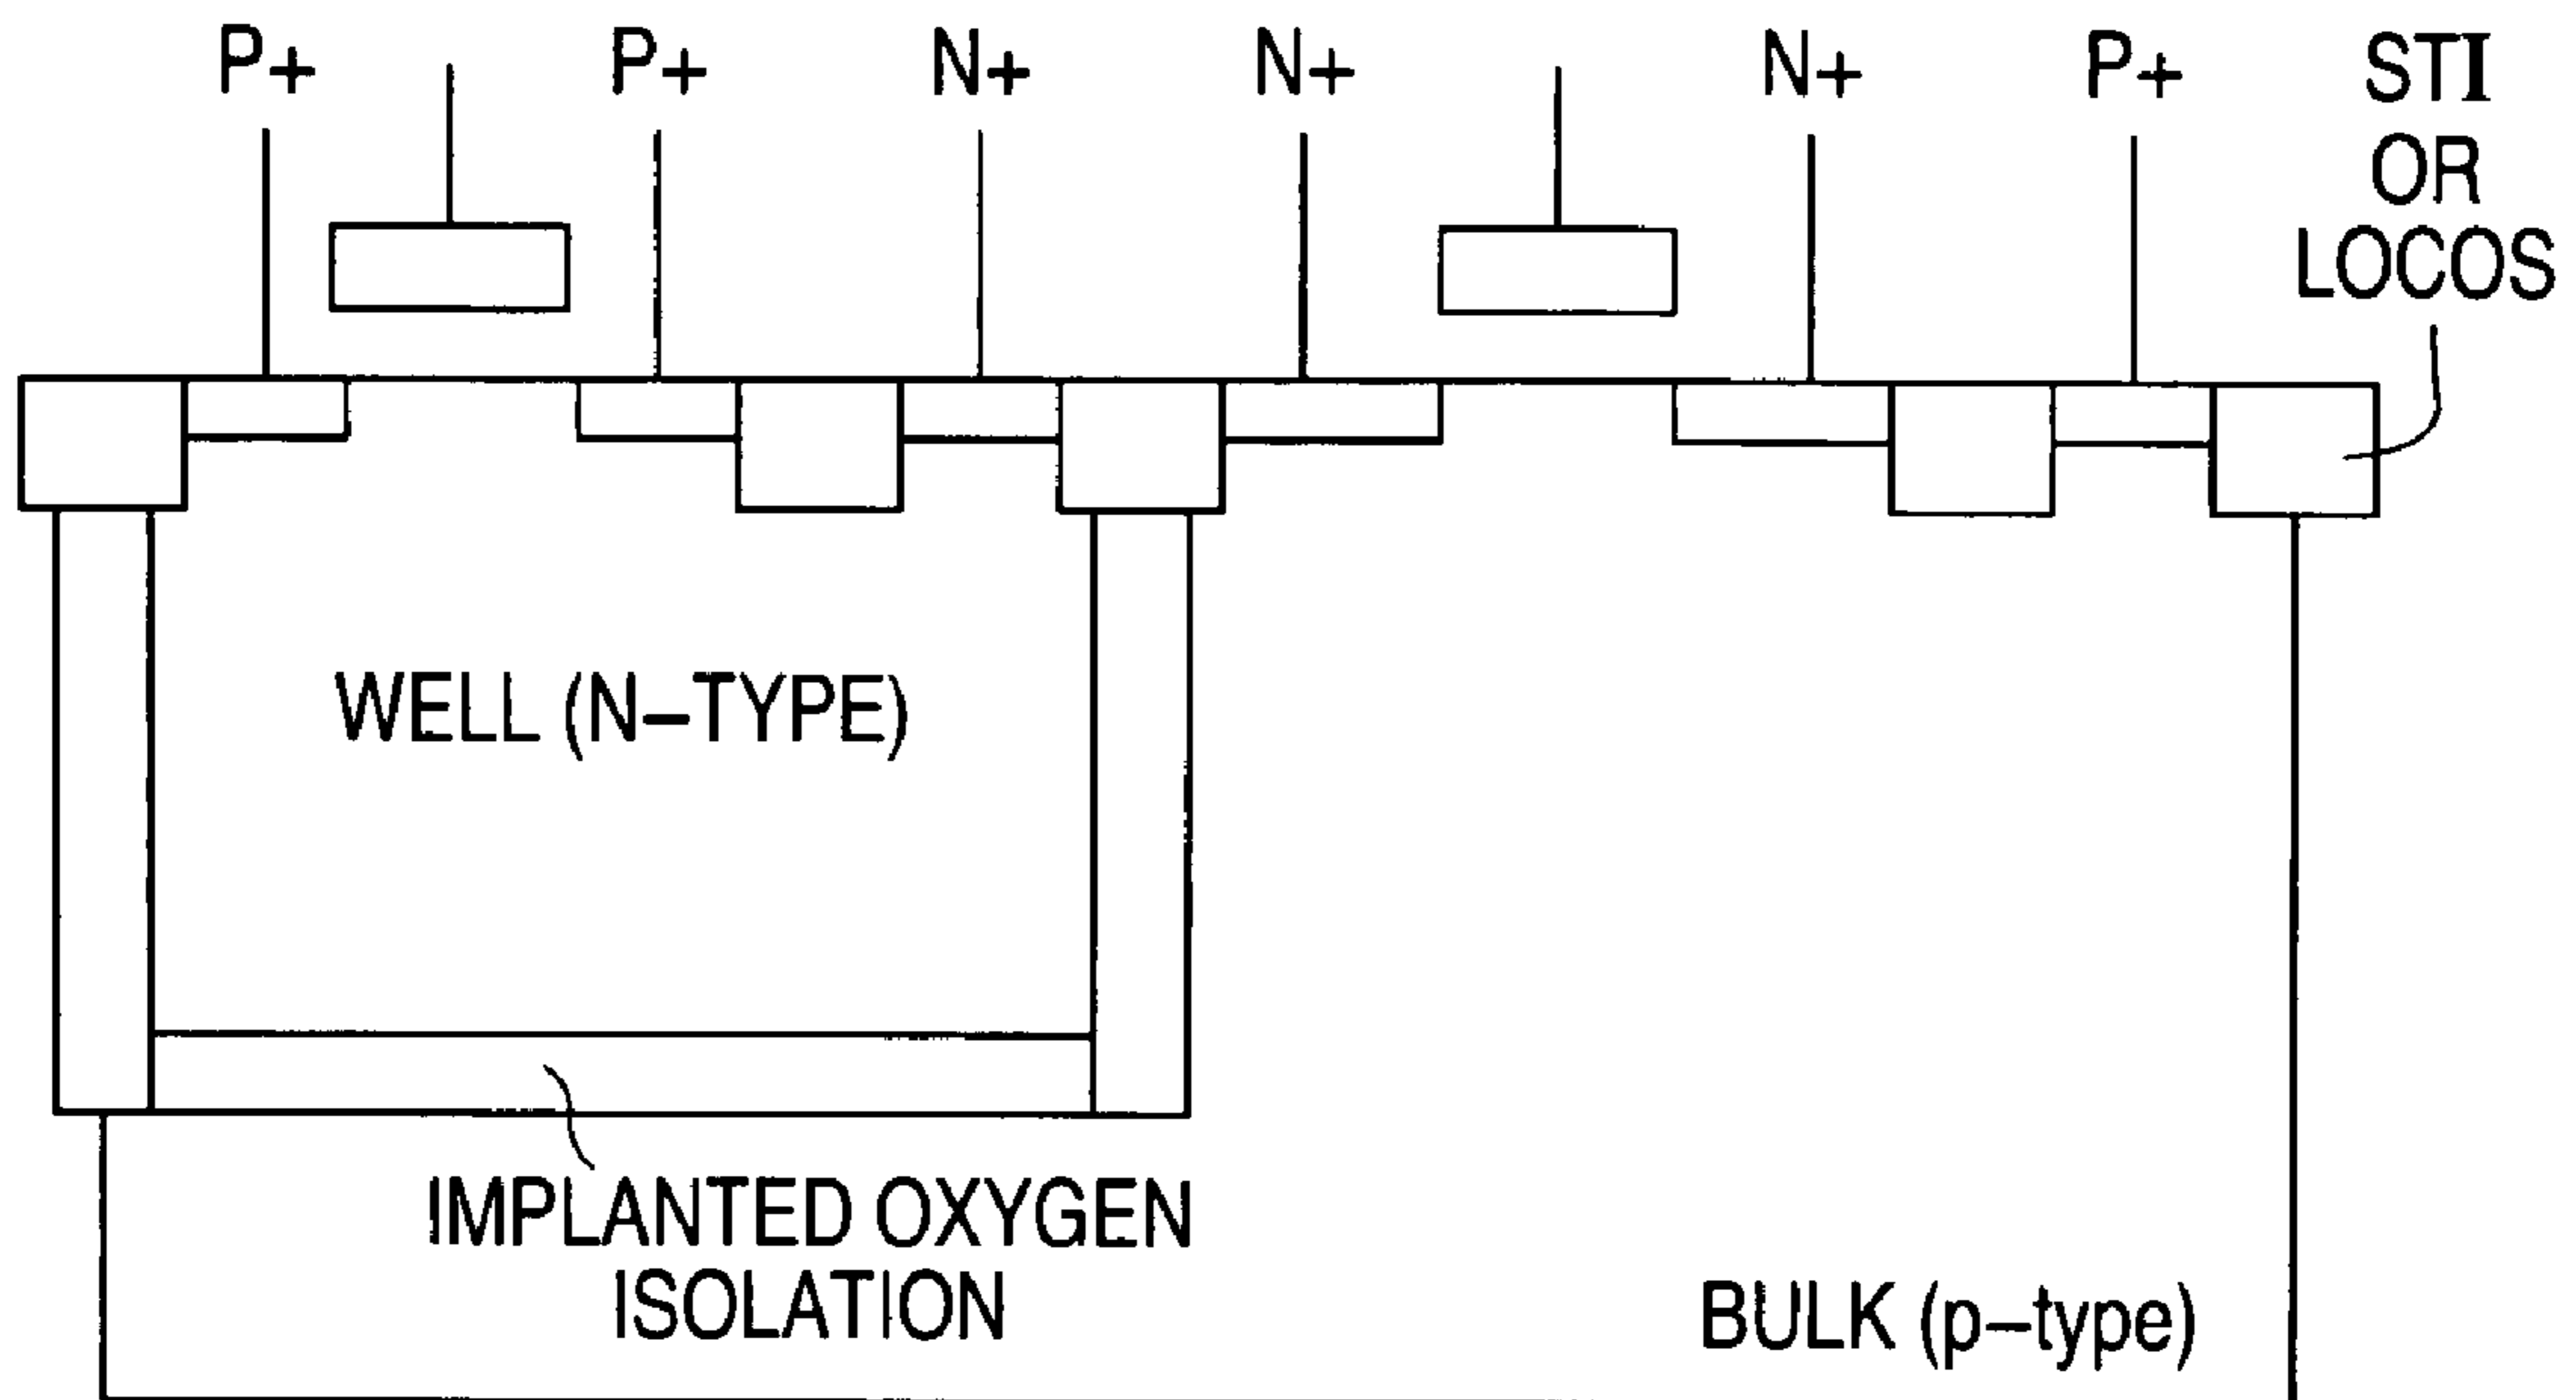 P+
P+
N+
N+
N+
P+
STI
OR
LOCOS
WELL (N-TYPE)
IMPLANTED OXYGEN
ISOLATION
BULK (p-type)